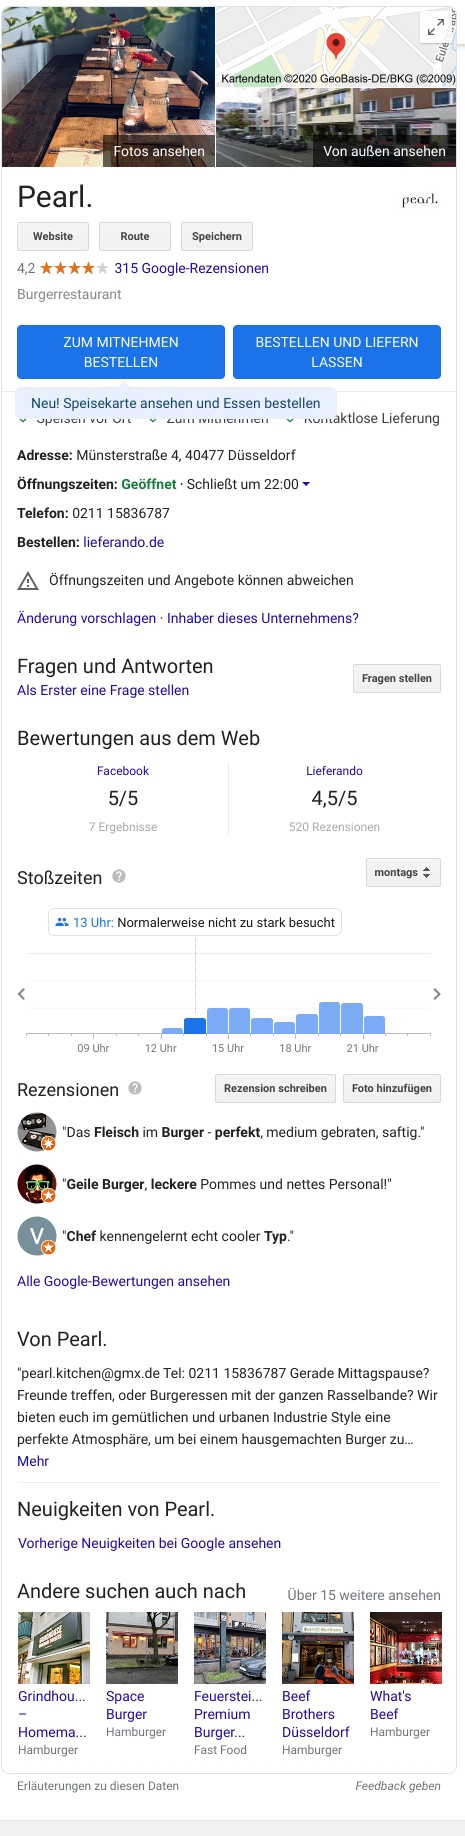 Eule
Kartendaten ©2020 GeoBasis-DE/BKG (©2009)
Fotos ansehen
Von außen ansehen
Pearl.
pearl.
Website
Route
Speichern
4,2 315 Google-Rezensionen
Burgerrestaurant
ZUM MITNEHMEN
BESTELLEN
BESTELLEN UND LIEFERN
LASSEN
Neu! Speisekarte ansehen und Essen bestellen
Speisen vor Ort Zum Mitnehmen Kontaktlose Lieferung
Adresse: Münsterstraße 4, 40477 Düsseldorf
Öffnungszeiten: Geöffnet · Schließt um 22:00
Telefon: 0211 15836787
Bestellen: lieferando.de
Öffnungszeiten und Angebote können abweichen
Änderung vorschlagen · Inhaber dieses Unternehmens?
Fragen und Antworten
Als Erster eine Frage stellen
Fragen stellen
Bewertungen aus dem Web
Facebook
5/5
7 Ergebnisse
Lieferando
4,5/5
520 Rezensionen
Stoßzeiten ?
montags
13 Uhr: Normalerweise nicht zu stark besucht
09 Uhr 12 Uhr 15 Uhr 18 Uhr 21 Uhr
Rezensionen ?
Rezension schreiben
Foto hinzufügen
"Das Fleisch im Burger - perfekt, medium gebraten, saftig."
"Geile Burger, leckere Pommes und nettes Personal!"
V
"Chef kennengelernt echt cooler Typ."
Alle Google-Bewertungen ansehen
Von Pearl.
"pearl.kitchen@gmx.de Tel: 0211 15836787 Gerade Mittagspause?
Freunde treffen, oder Burgeressen mit der ganzen Rasselbande? Wir
bieten euch im gemütlichen und urbanen Industrie Style eine
perfekte Atmosphäre, um bei einem hausgemachten Burger zu…
Mehr
Neuigkeiten von Pearl.
Vorherige Neuigkeiten bei Google ansehen
Andere suchen auch nach
Über 15 weitere ansehen
Grindhou...
–
Homema...
Hamburger
Space
Burger
Hamburger
Feuerstei...
Premium
Burger...
Fast Food
Beef
Brothers
Düsseldorf
Hamburger
What's
Beef
Hamburger
Erläuterungen zu diesen Daten
Feedback geben